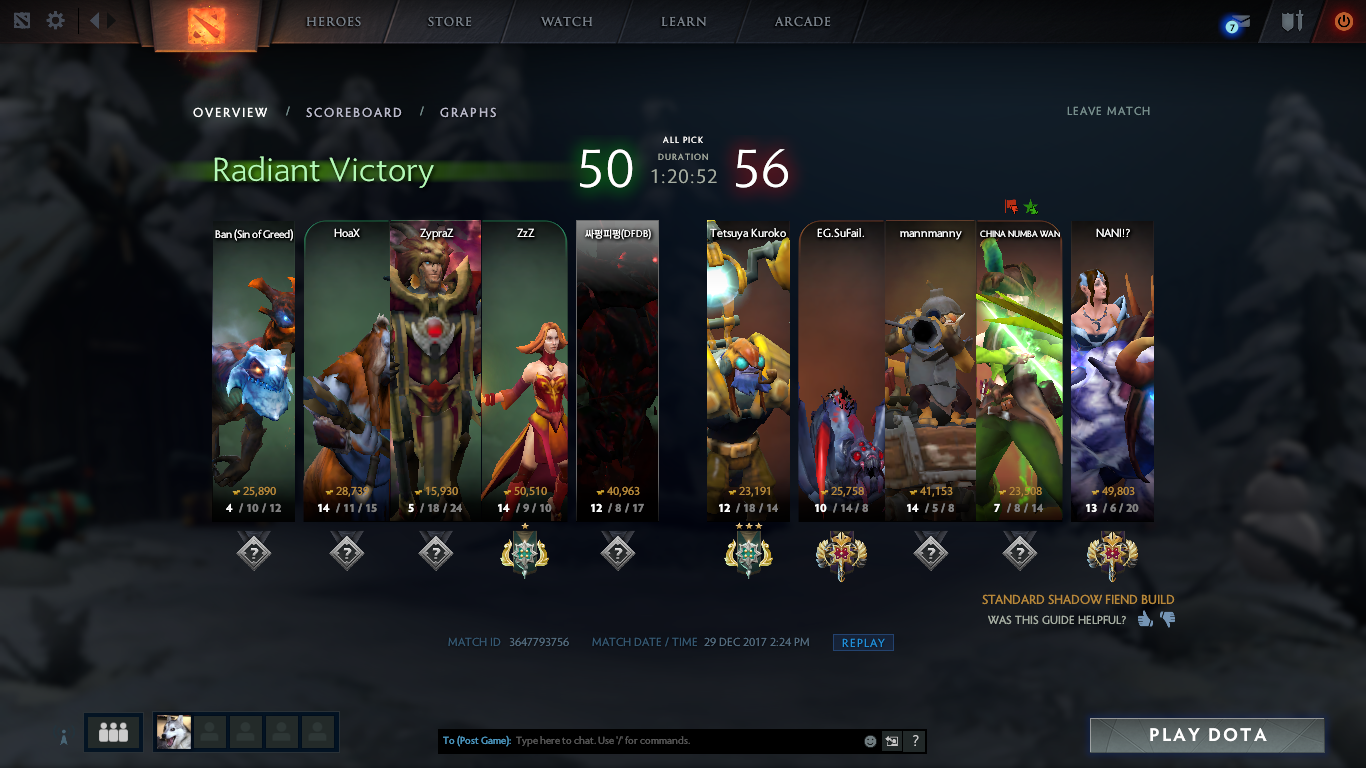 HEROES STORE WATCH LEARN ARCADE
7
OVERVIEW / SCOREBOARD / GRAPHS
LEAVE MATCH
Radiant Victory
50
ALL PICK
DURATION
1:20:52
56
Ban (Sin of Greed) HoaX ZypraZ ZzZ 싸펑피펑(DFDB) Tetsuya Kuroko EG.SuFail. mannmanny CHINA NUMBA WAN NANI!!?
25,890 28,739 15,930 50,510 40,963 23,191 25,758 41,153 23,308 49,803
4 / 10 / 12 14 / 11 / 15 5 / 18 / 24 14 / 9 / 10 12 / 8 / 17 12 / 18 / 14 10 / 14 / 8 14 / 5 / 8 7 / 8 / 14 13 / 6 / 20
? ? ? ? ? ?
STANDARD SHADOW FIEND BUILD
WAS THIS GUIDE HELPFUL?
MATCH ID 3647793756 MATCH DATE / TIME 29 DEC 2017 2:24 PM REPLAY
To (Post Game): Type here to chat. Use '/' for commands. ?
PLAY DOTA